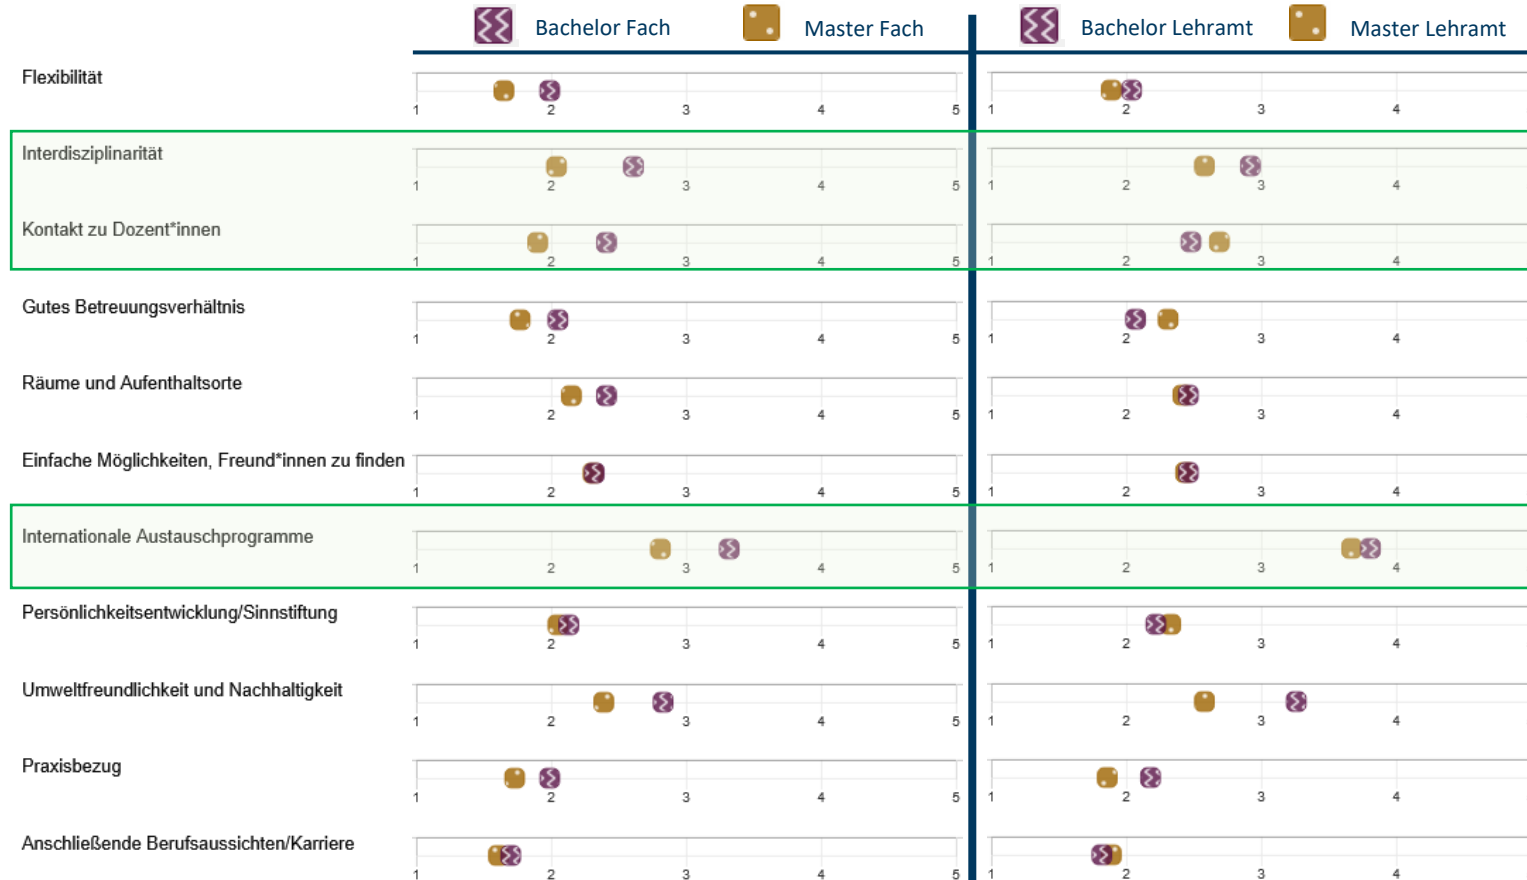 Bachelor Fach Master Fach Bachelor Lehramt Master Lehramt
Flexibilität
1 2 3 4 5 1 2 3 4
Interdisziplinarität
1 2 3 4 5 1 2 3 4
Kontakt zu Dozent*innen
1 2 3 4 5 1 2 3 4
Gutes Betreuungsverhältnis
1 2 3 4 5 1 2 3 4
Räume und Aufenthaltsorte
1 2 3 4 5 1 2 3 4
Einfache Möglichkeiten, Freund*innen zu finden
1 2 3 4 5 1 2 3 4
Internationale Austauschprogramme
1 2 3 4 5 1 2 3 4
Persönlichkeitsentwicklung/Sinnstiftung
1 2 3 4 5 1 2 3 4
Umweltfreundlichkeit und Nachhaltigkeit
1 2 3 4 5 1 2 3 4
Praxisbezug
1 2 3 4 5 1 2 3 4
Anschließende Berufsaussichten/Karriere
1 2 3 4 5 1 2 3 4